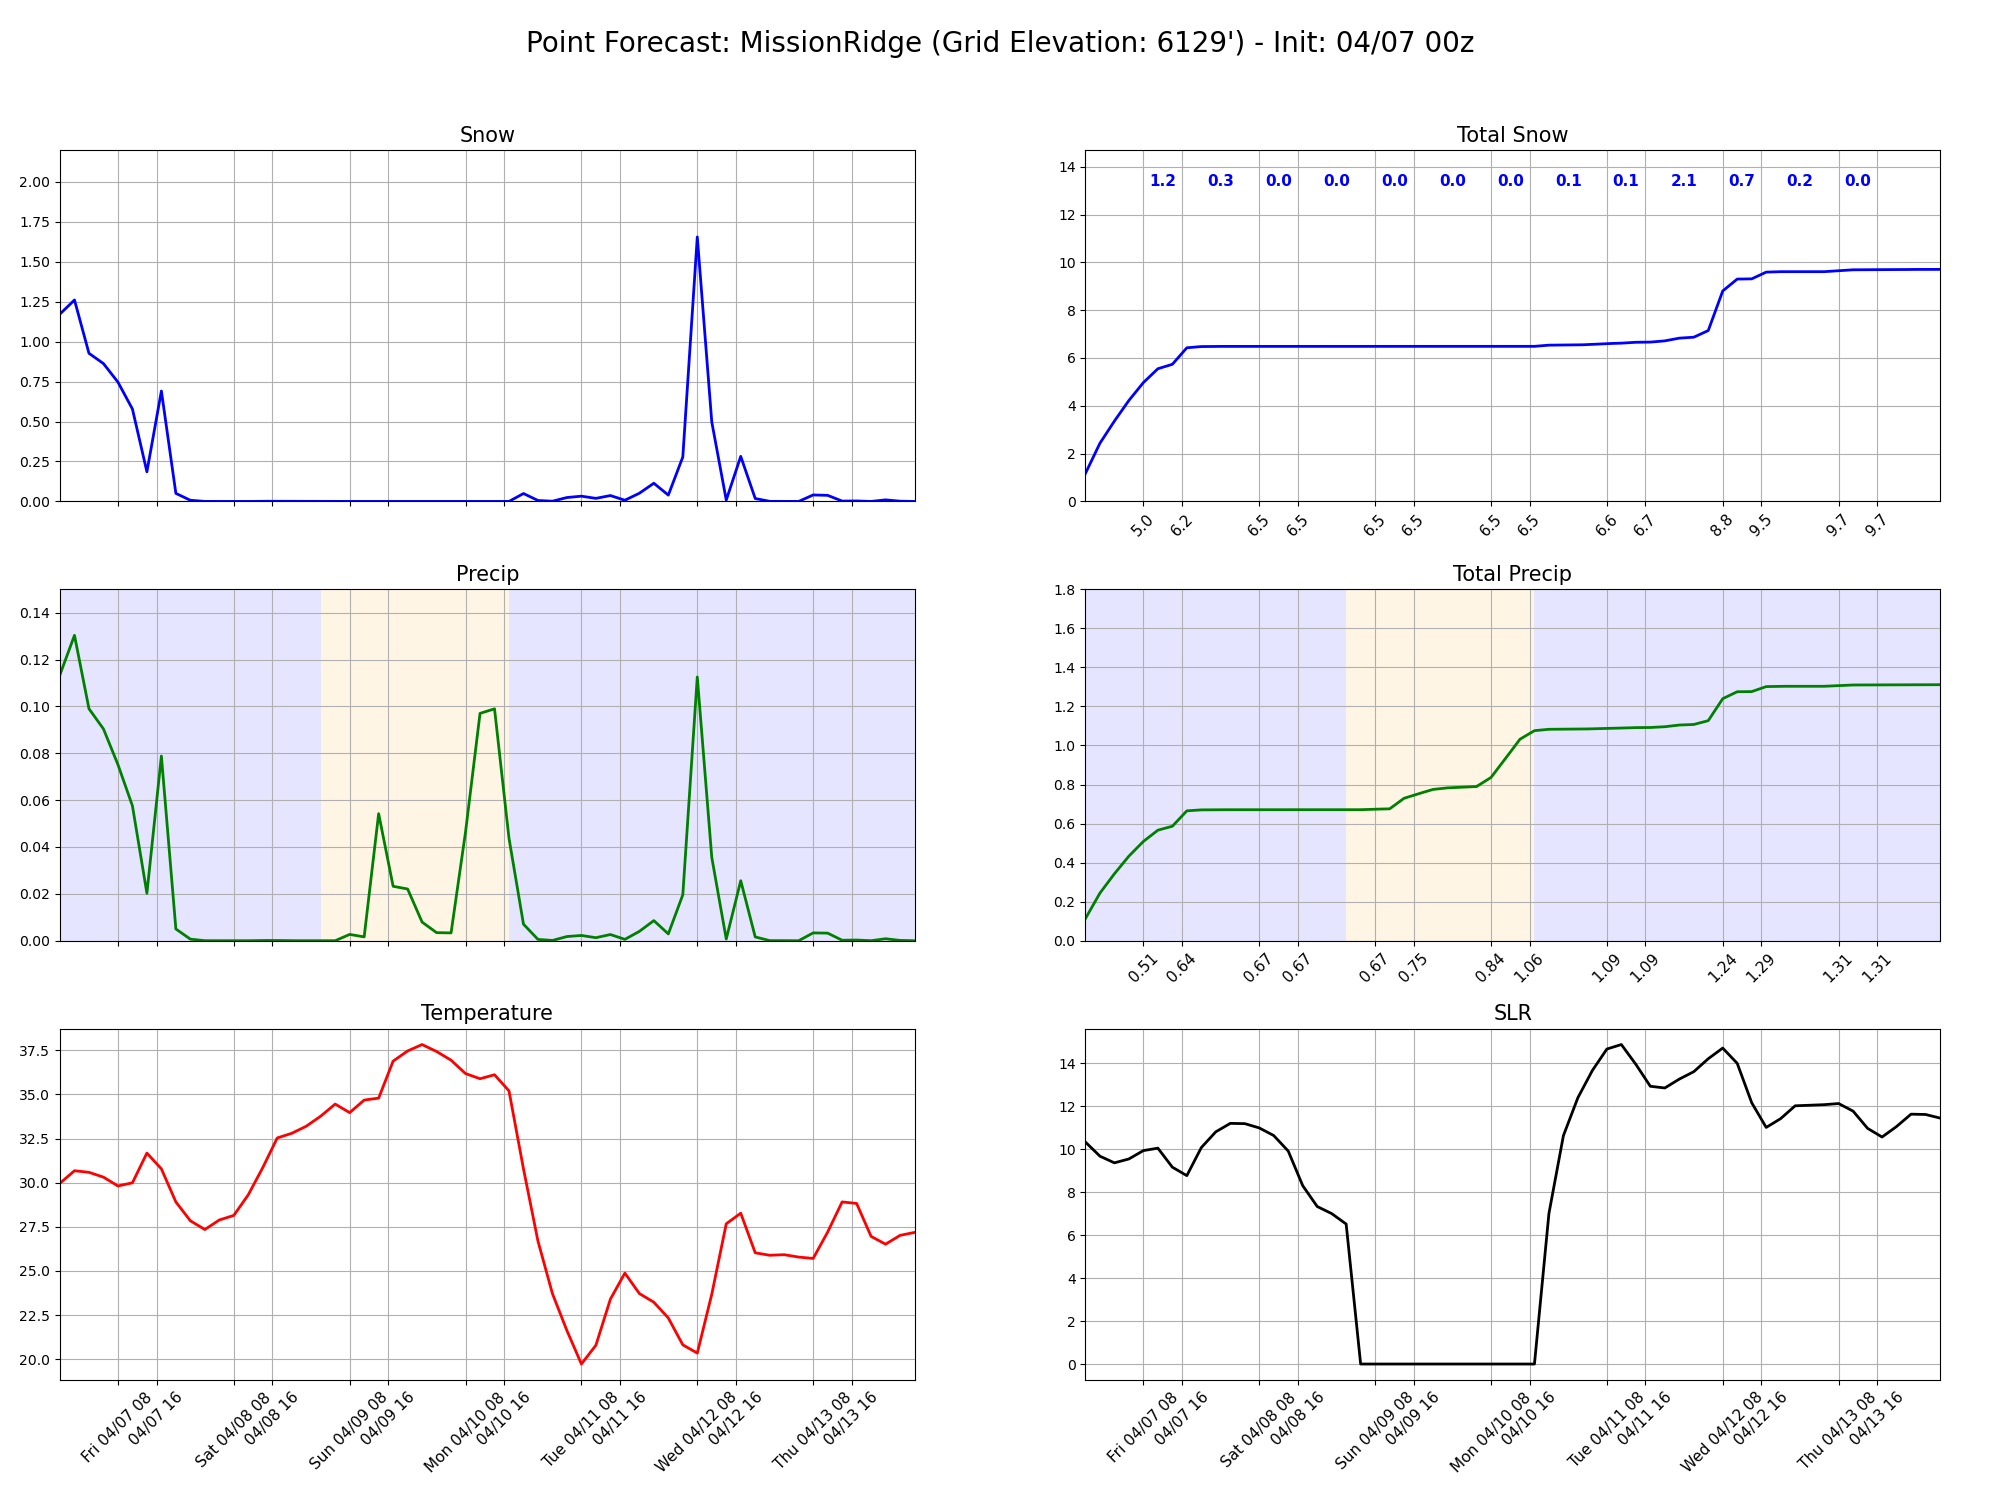 Point Forecast: MissionRidge (Grid Elevation: 6129') - Init: 04/07 00z
Snow
2.00
1.75
1.50
1.25
1.00
0.75
0.50
0.25
0.00
Total Snow
14
12
10
8
6
4
2
0
1.2 0.3 0.0 0.0 0.0 0.0 0.0 0.1 0.1 2.1 0.7 0.2 0.0
5.0 6.2 6.5 6.5 6.5 6.5 6.5 6.5 6.6 6.7 8.8 9.5 9.7 9.7
Precip
0.14
0.12
0.10
0.08
0.06
0.04
0.02
0.00
Total Precip
1.8
1.6
1.4
1.2
1.0
0.8
0.6
0.4
0.2
0.0
0.51 0.64 0.67 0.67 0.67 0.75 0.84 1.06 1.09 1.09 1.24 1.29 1.31 1.31
Temperature
37.5
35.0
32.5
30.0
27.5
25.0
22.5
20.0
Fri 04/07 08
04/07 16
Sat 04/08 08
04/08 16
Sun 04/09 08
04/09 16
Mon 04/10 08
04/10 16
Tue 04/11 08
04/11 16
Wed 04/12 08
04/12 16
Thu 04/13 08
04/13 16
SLR
14
12
10
8
6
4
2
0
Fri 04/07 08
04/07 16
Sat 04/08 08
04/08 16
Sun 04/09 08
04/09 16
Mon 04/10 08
04/10 16
Tue 04/11 08
04/11 16
Wed 04/12 08
04/12 16
Thu 04/13 08
04/13 16